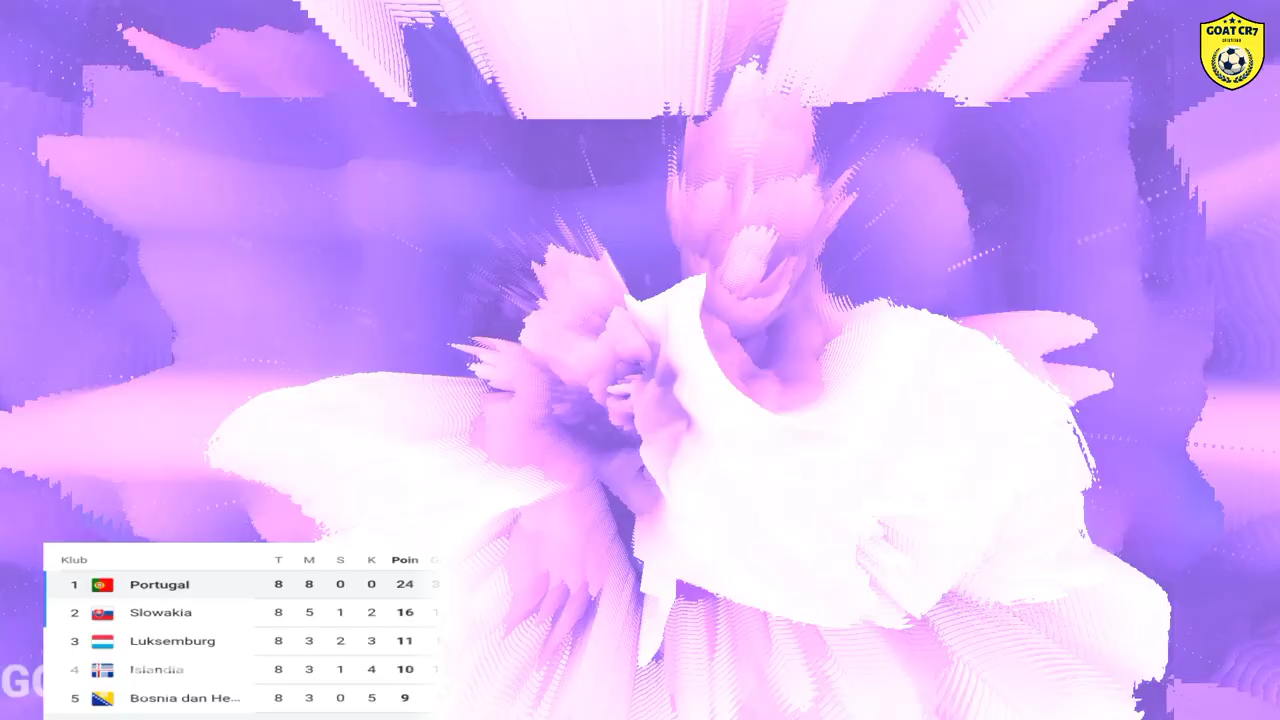 GOAT CR7
Klub T M S K Poin
1 Portugal 8 8 0 0 24
2 Slowakia 8 5 1 2 16
3 Luksemburg 8 3 2 3 11
4 Islandia 8 3 1 4 10
5 Bosnia dan He... 8 3 0 5 9
GO